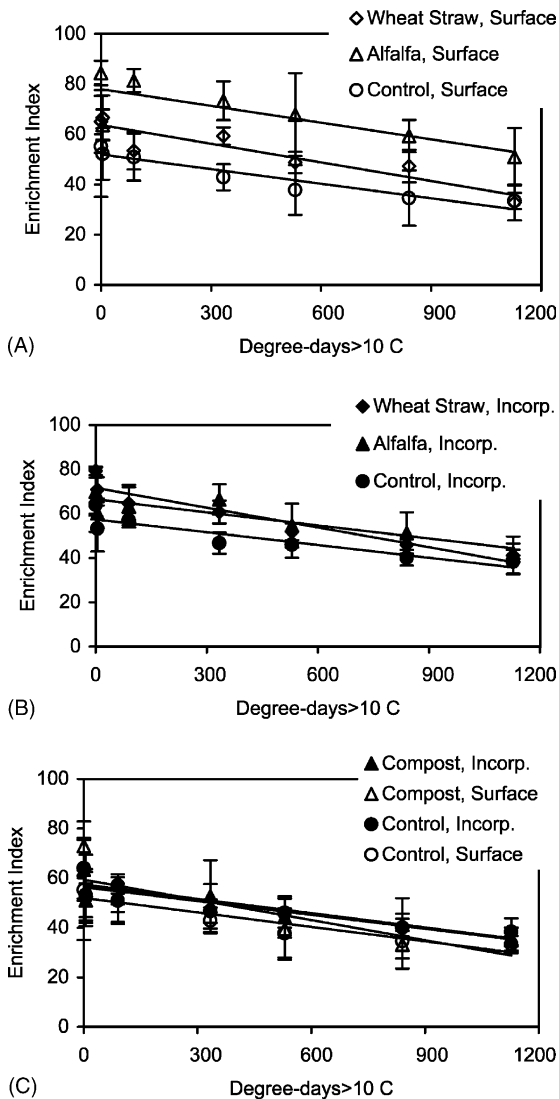 Wheat Straw, Surface
Alfalfa, Surface
Control, Surface
100
80
60
40
20
0
Enrichment Index
0 300 600 900 1200
Degree-days>10 C
(A)
Wheat Straw, Incorp.
Alfalfa, Incorp.
Control, Incorp.
100
80
60
40
20
0
Enrichment Index
0 300 600 900 1200
Degree-days>10 C
(B)
Compost, Incorp.
Compost, Surface
Control, Incorp.
Control, Surface
100
80
60
40
20
0
Enrichment Index
0 300 600 900 1200
Degree-days>10 C
(C)